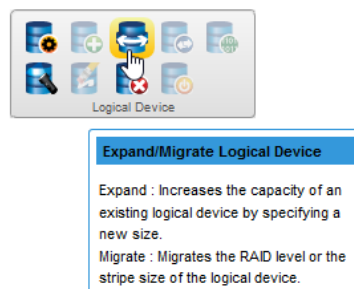 Logical Device
Expand/Migrate Logical Device
Expand : Increases the capacity of an
existing logical device by specifying a
new size.
Migrate : Migrates the RAID level or the
stripe size of the logical device.